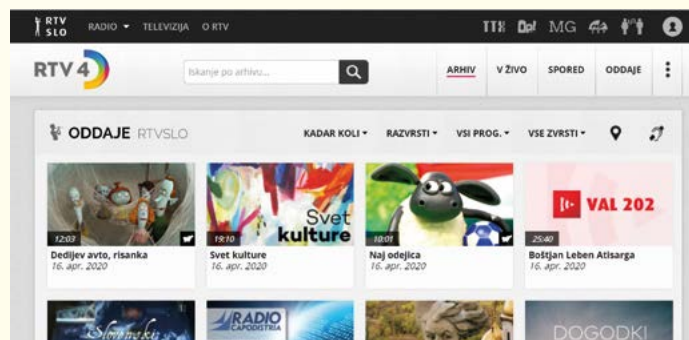 RTV SLO RADIO TELEVIZIJA O RTV TTX Op! MG
RTV 4D Iskanje po arhivu... ARHIV V ŽIVO SPORED ODDAJE
ODDAJE RTVSLO KADAR KOLI RAZVRSTI VSI PROG. VSE ZVRSTI
Svet kulture
VAL 202
12:03 19:10 10:01 25:40
Dedijev avto, risanka Svet kulture Naj odejica Boštjan Leben Atisarga
16. apr. 2020 16. apr. 2020 16. apr. 2020 16. apr. 2020
Slovenski RADIO CAPODISTRIA DOGODKI